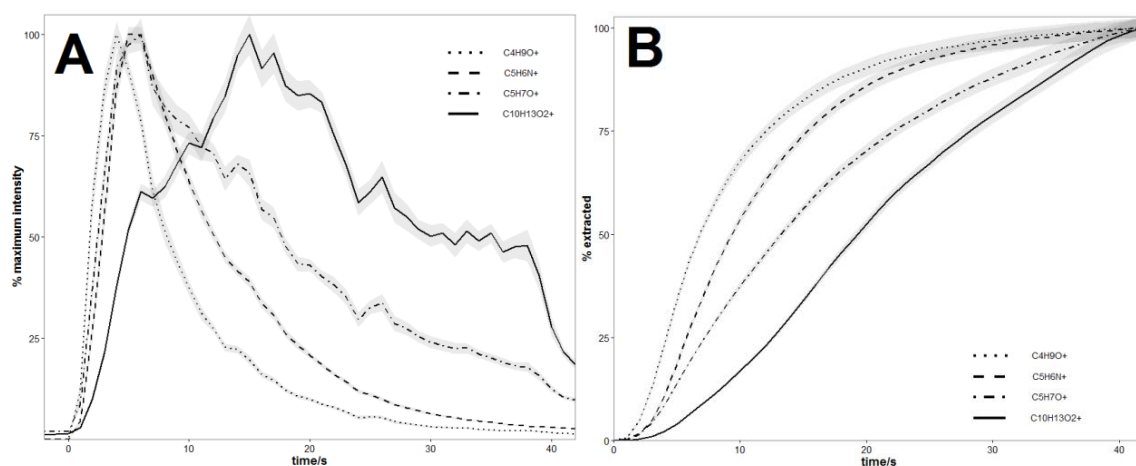 A
100
75
50
25
% maximum intensity
0
10
20
30
40
time/s
C4H9O+
C5H6N+
C5H7O+
C10H13O2+
B
100
75
50
25
0
% extracted
0
10
20
30
40
time/s
C4H9O+
C5H6N+
C5H7O+
C10H13O2+